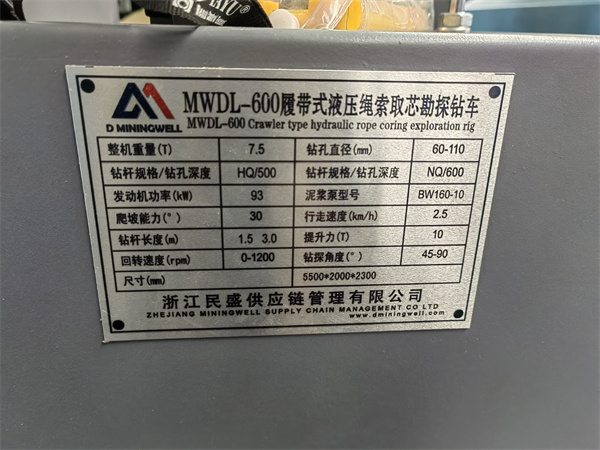 MWDL-600履带式液压绳索取芯勘探钻车
D MININGWELL
MWDL-600 Crawler type hydraulic rope coring exploration rig
整机重量(T) 7.5 钻孔直径(m) 60-110
钻杆规格/钻孔深度 HQ/500 钻杆规格/钻孔深度 NQ/600
发动机功率(kW) 93 泥浆泵型号 BW160-10
爬坡能力(°) 30 行走速度(km/h) 2.5
钻杆长度(m) 1.5 3.0 提升力(T) 10
回转速度(rpm) 0-1200 钻探角度(°) 45-90
尺寸(mm) 5500*2000*2300
浙江民盛供应链管理有限公司
ZHEJIANG MININGWELL SUPPLY CHAIN MANAGEMENT CO LTD
www.dminingwell.com